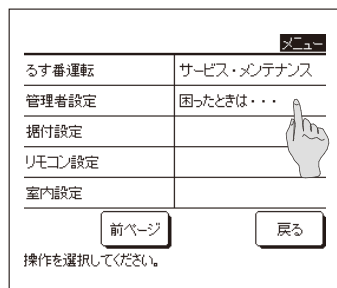 メニュー
るす番運転 サービス・メンテナンス
管理者設定 困ったときは・・・
据付設定
リモコン設定
室内設定
前ページ 戻る
操作を選択してください。